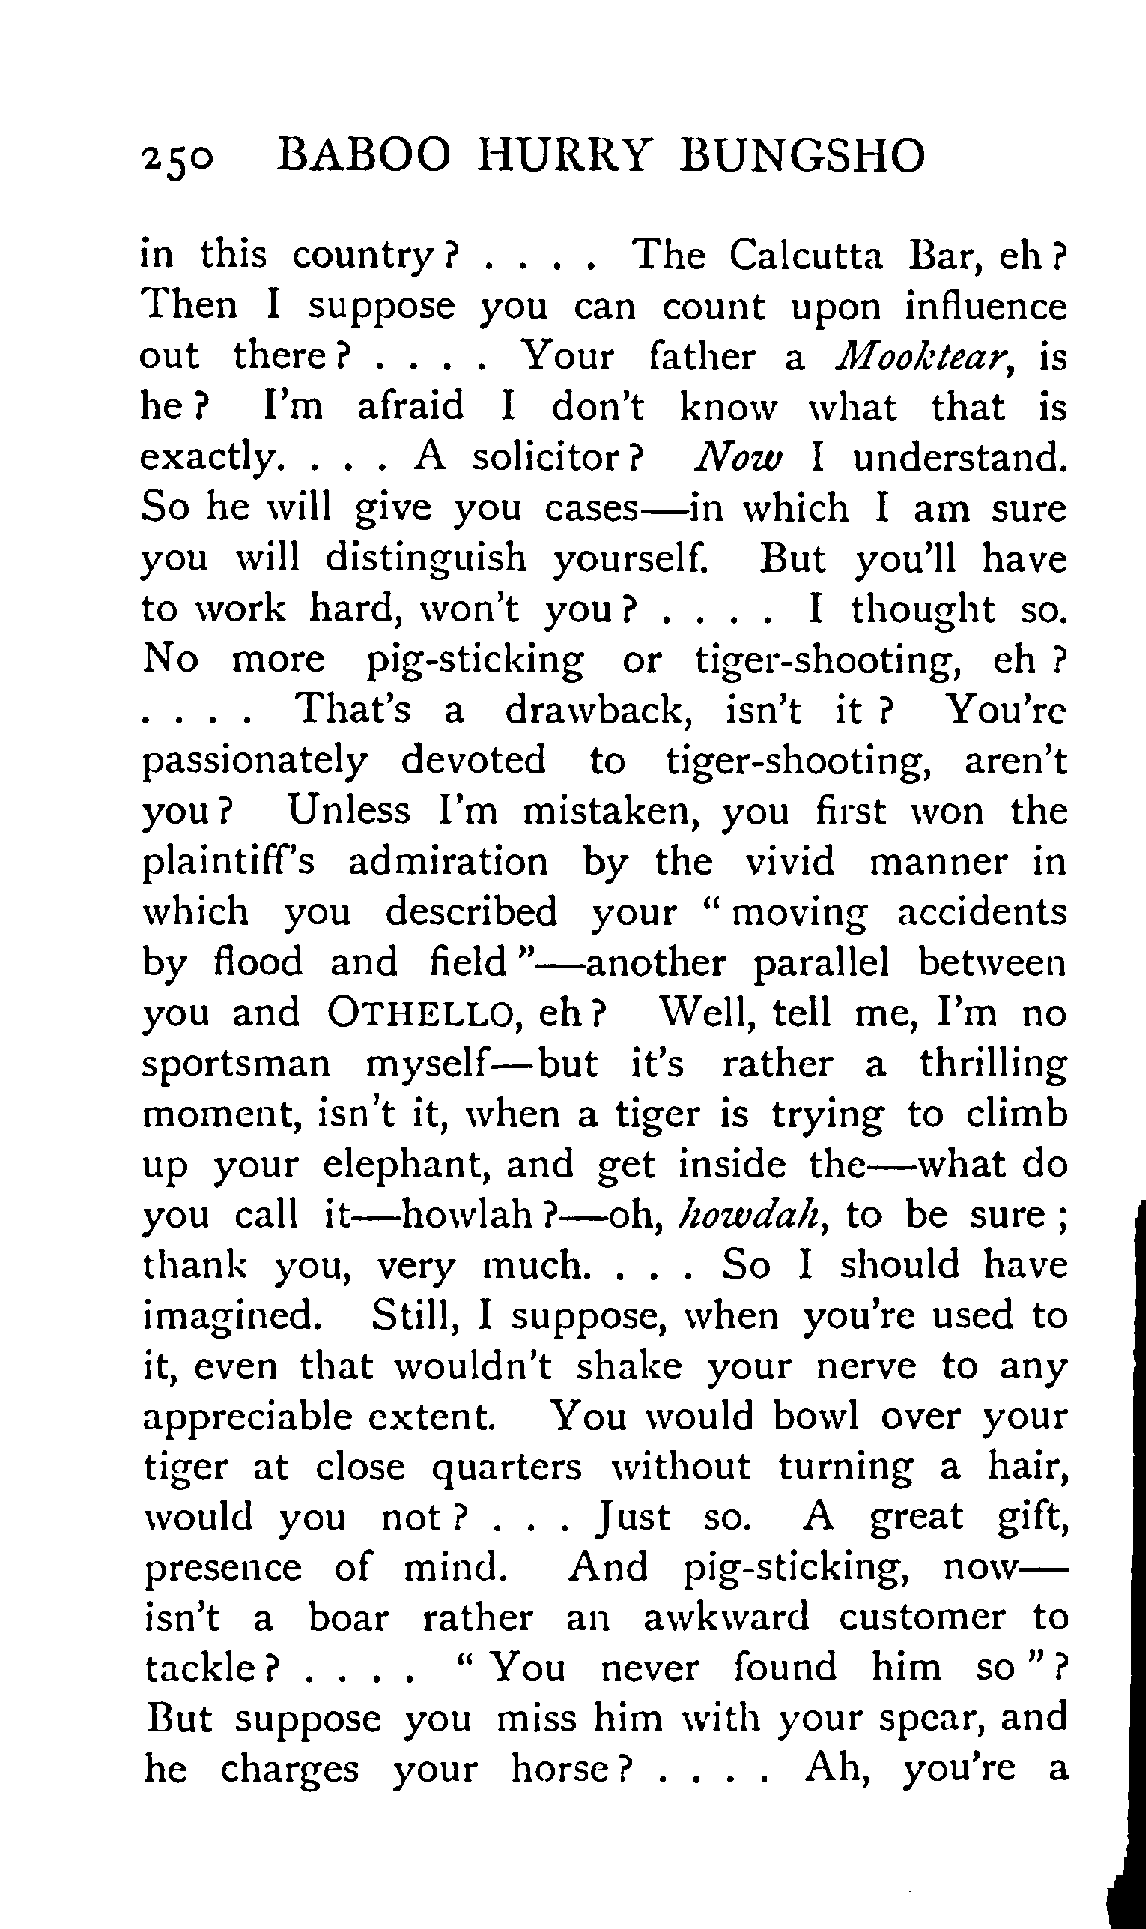 250 BABOO HURRY BUNGSHO
in this country ? . . . . The Calcutta Bar, eh ?
Then I suppose you can count upon influence
out there ? . . . . Your father a Mooktear, is
he ? I'm afraid I don't know what that is
exactly. . . . A solicitor ? Now I understand.
So he will give you cases—in which I am sure
you will distinguish yourself. But you'll have
to work hard, won't you ? . . . . I thought so.
No more pig-sticking or tiger-shooting, eh ?
. . . . That's a drawback, isn't it ? You're
passionately devoted to tiger-shooting, aren't
you ? Unless I'm mistaken, you first won the
plaintiff's admiration by the vivid manner in
which you described your " moving accidents
by flood and field "—another parallel between
you and OTHELLO, eh ? Well, tell me, I'm no
sportsman myself—but it's rather a thrilling
moment, isn't it, when a tiger is trying to climb
up your elephant, and get inside the—what do
you call it—howlah ?—oh, howdah, to be sure ;
thank you, very much. . . . So I should have
imagined. Still, I suppose, when you're used to
it, even that wouldn't shake your nerve to any
appreciable extent. You would bowl over your
tiger at close quarters without turning a hair,
would you not ? . . . Just so. A great gift,
presence of mind. And pig-sticking, now—
isn't a boar rather an awkward customer to
tackle ? . . . . " You never found him so " ?
But suppose you miss him with your spear, and
he charges your horse ? . . . . Ah, you're a